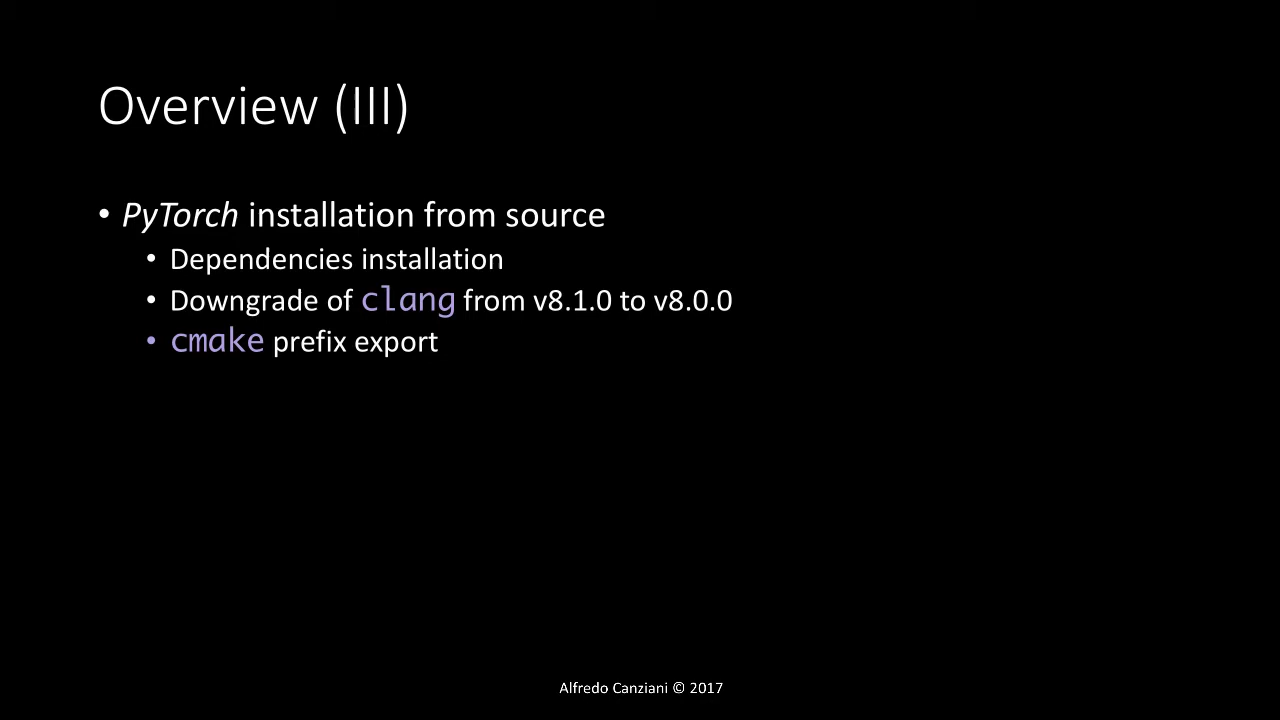 Overview (III)
• PyTorch installation from source
• Dependencies installation
• Downgrade of clang from v8.1.0 to v8.0.0
• cmake prefix export
Alfredo Canziani © 2017